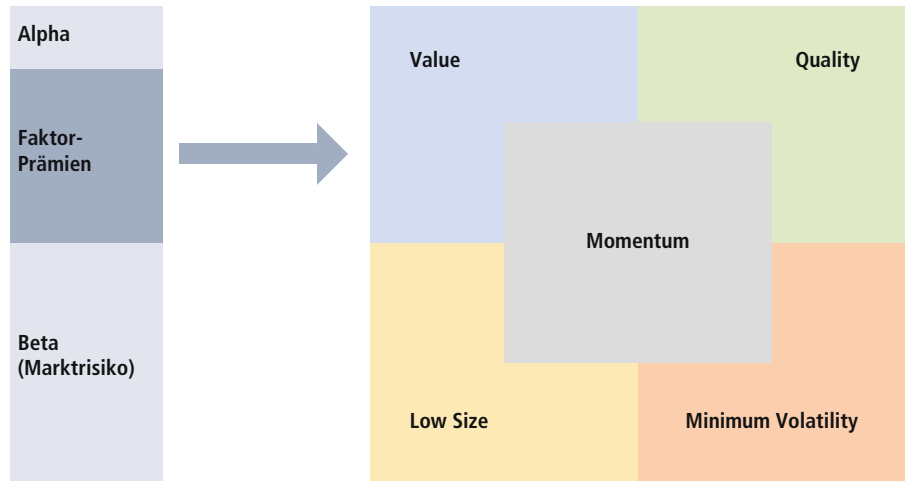 Alpha
Faktor-
Prämien
Beta
(Marktrisiko)
Value
Quality
Momentum
Low Size
Minimum Volatility